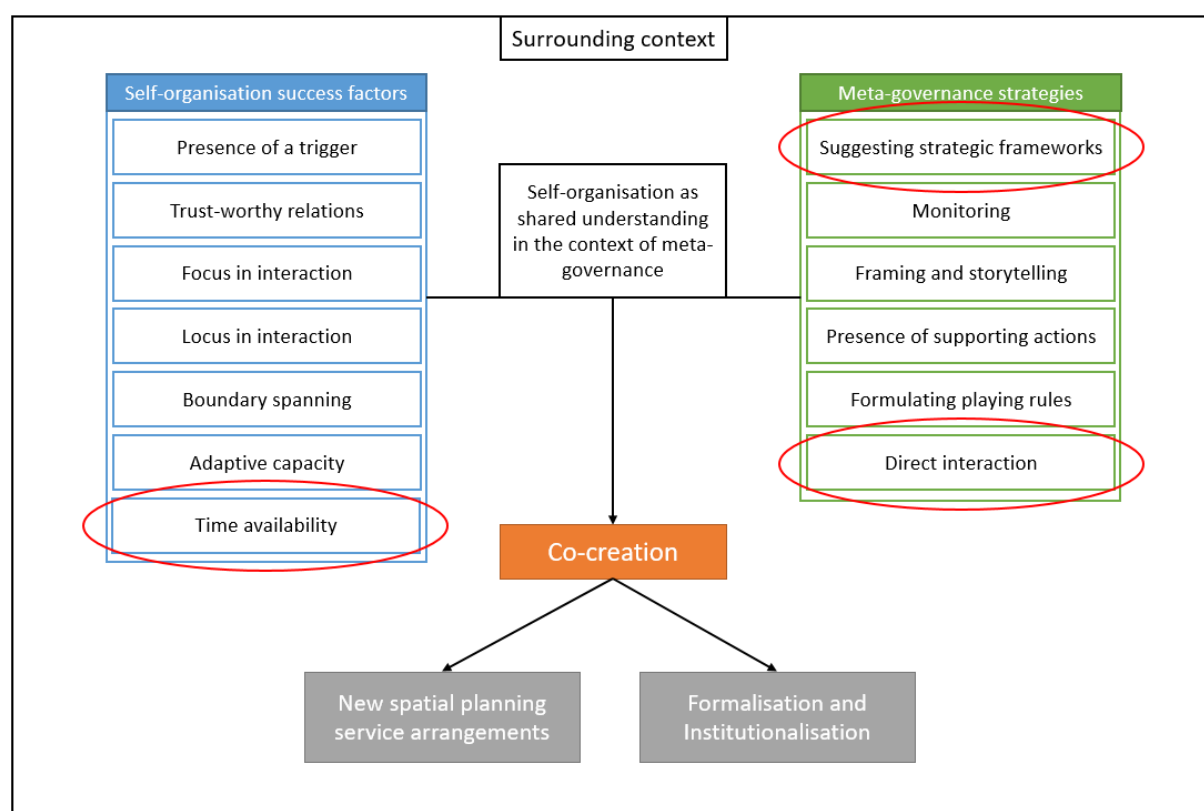 Surrounding context
Self-organisation success factors
Presence of a trigger
Trust-worthy relations
Focus in interaction
Locus in interaction
Boundary spanning
Adaptive capacity
Time availability
Self-organisation as
shared understanding
in the context of meta-
governance
Meta-governance strategies
Suggesting strategic frameworks
Monitoring
Framing and storytelling
Presence of supporting actions
Formulating playing rules
Direct interaction
Co-creation
New spatial planning
service arrangements
Formalisation and
Institutionalisation